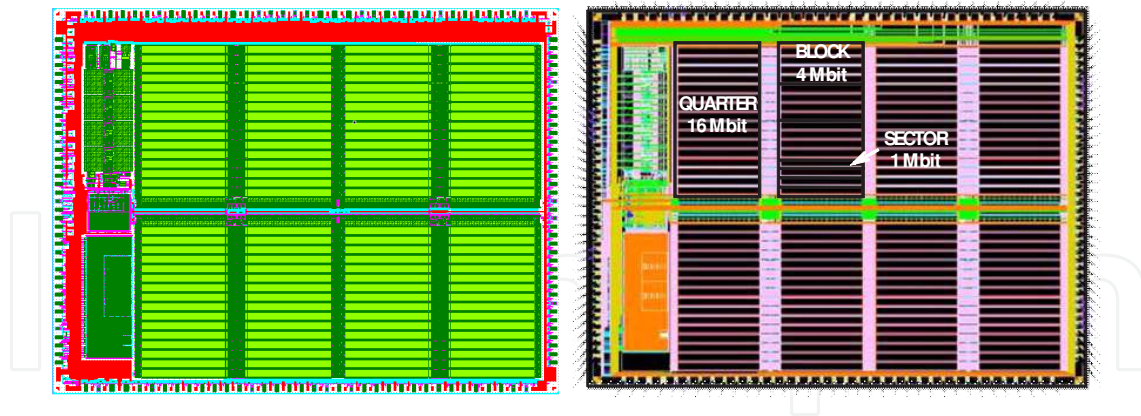 BLOCK
4 Mbit
QUARTER
16 Mbit
SECTOR
1 Mbit